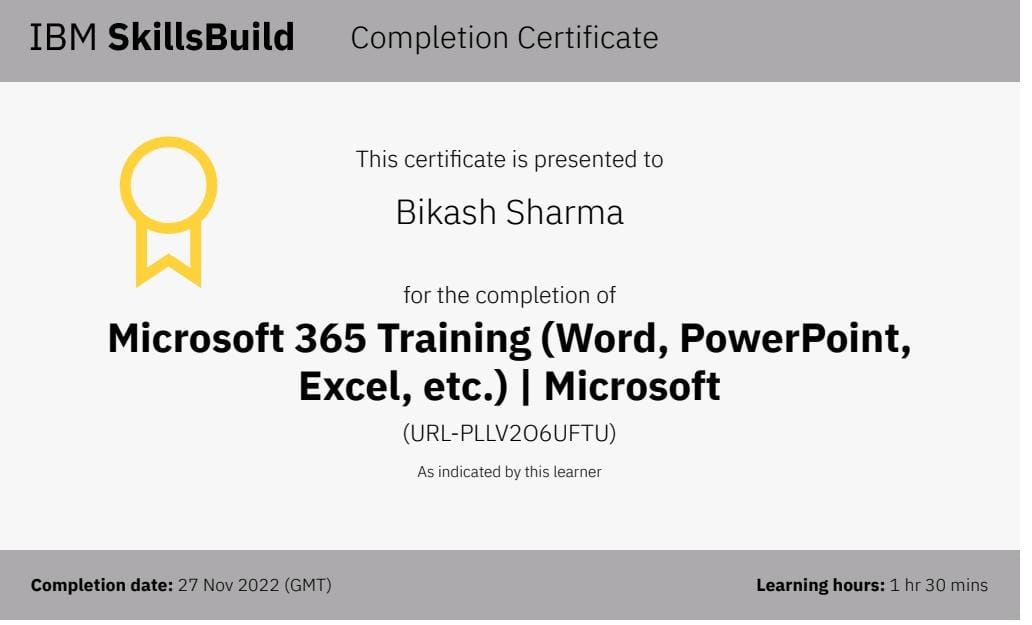 IBM SkillsBuild Completion Certificate
This certificate is presented to
Bikash Sharma
for the completion of
Microsoft 365 Training (Word, PowerPoint,
Excel, etc.) | Microsoft
(URL-PLLV2O6UFTU)
As indicated by this learner
Completion date: 27 Nov 2022 (GMT) Learning hours: 1 hr 30 mins